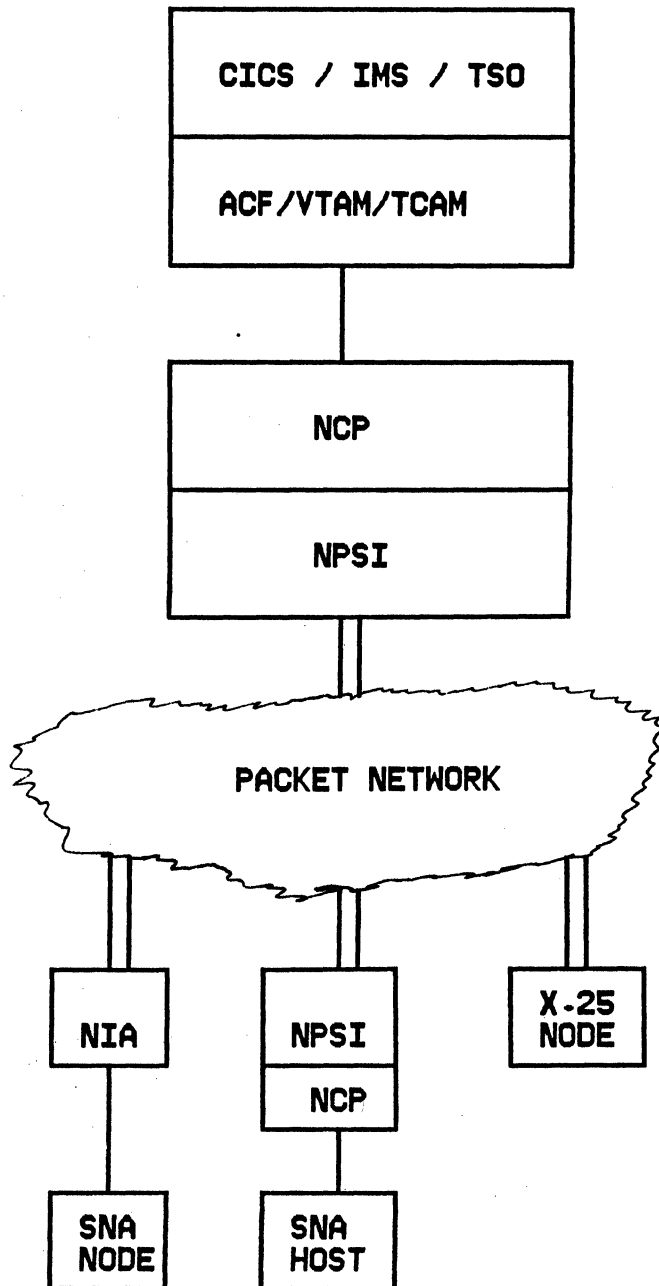 CICS / IMS / TSO
ACF/VTAM/TCAM
NCP
NPSI
PACKET NETWORK
NIA
NPSI
NCP
X.25
NODE
SNA
NODE
SNA
HOST